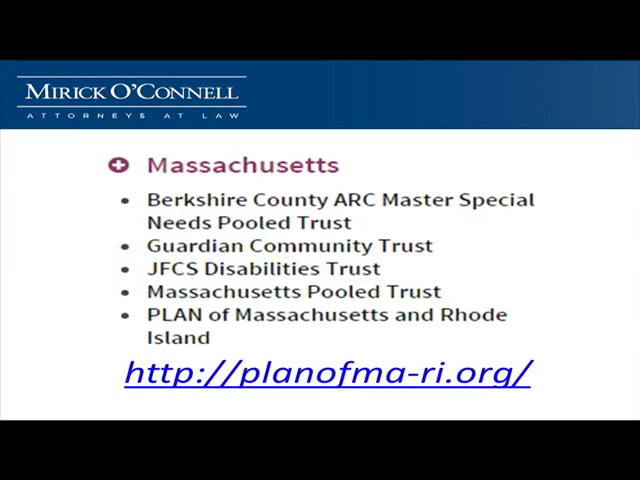 MIRICK O'CONNELL
ATTORNEYS AT LAW
Massachusetts
• Berkshire County ARC Master Special
Needs Pooled Trust
• Guardian Community Trust
• JFCS Disabilities Trust
• Massachusetts Pooled Trust
• PLAN of Massachusetts and Rhode
Island
http://planofma-ri.org/